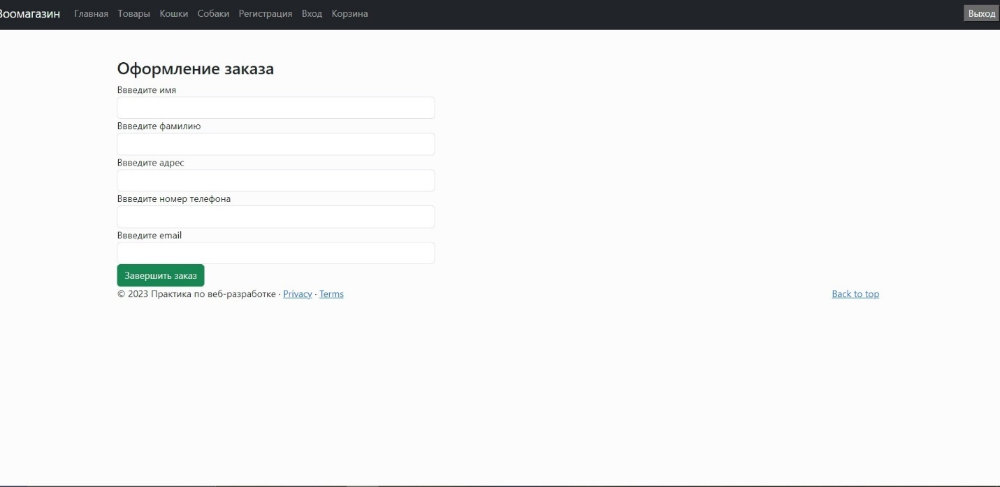 Зоомагазин Главная Товары Кошки Собаки Регистрация Вход Корзина Выход
Оформление заказа
Ввведите имя
Ввведите фамилию
Ввведите адрес
Ввведите номер телефона
Ввведите email
Завершить заказ
© 2023 Практика по веб-разработке · Privacy · Terms Back to top